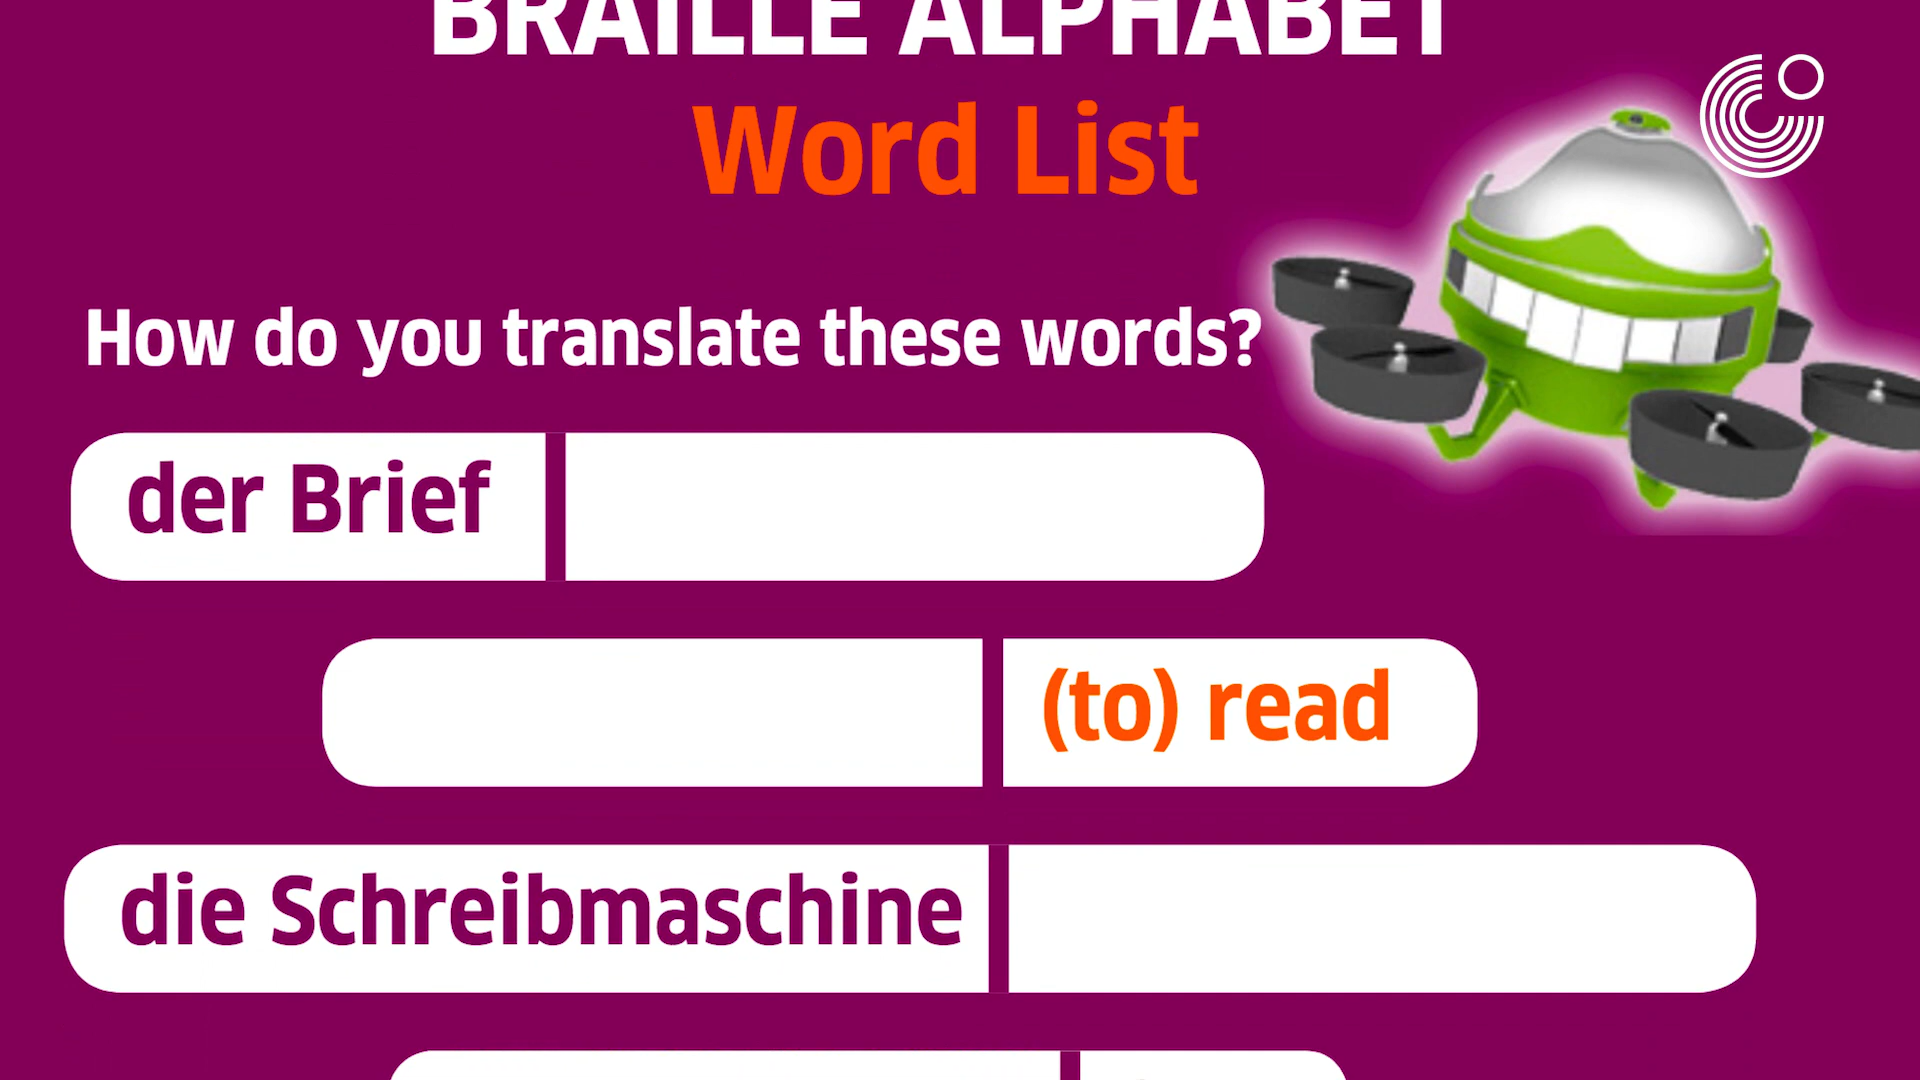 BRAILLE ALPHABET
Word List
How do you translate these words?
der Brief
(to) read
die Schreibmaschine